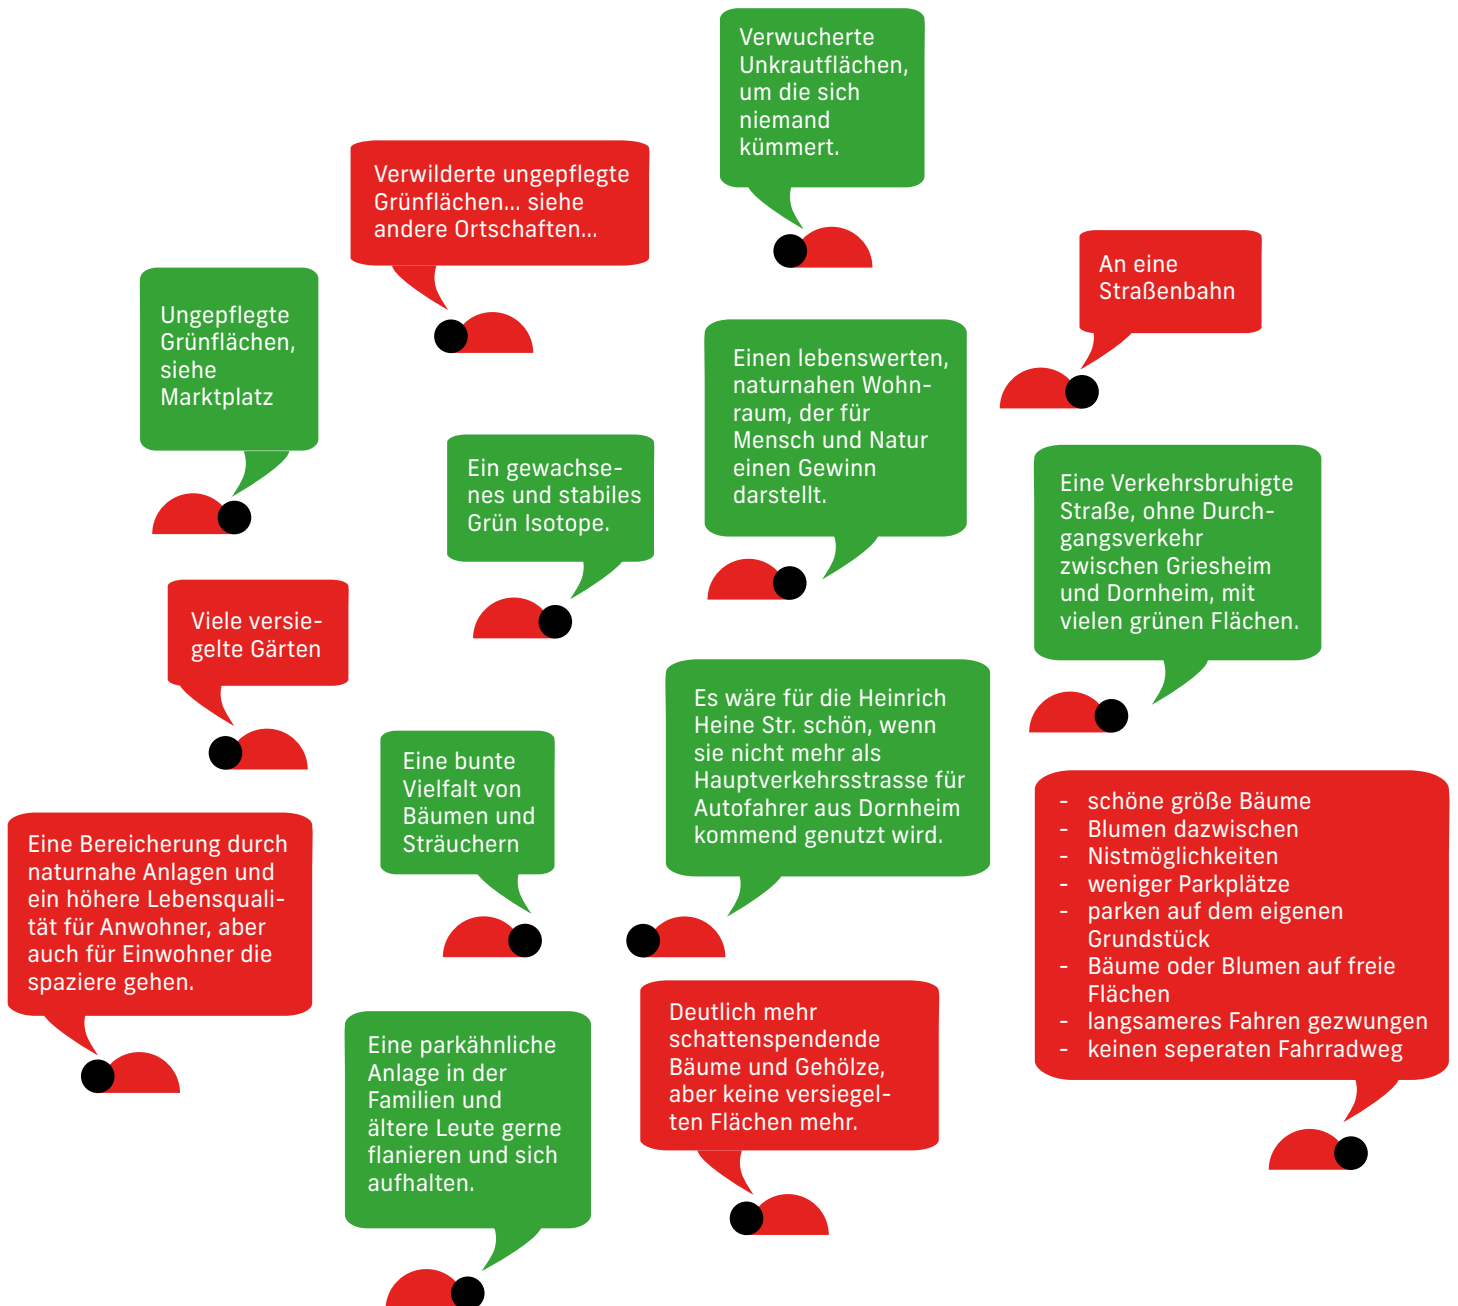 Verwucherte
Unkrautflächen,
um die sich
niemand
kümmert.
Verwilderte ungepflegte
Grünflächen... siehe
andere Ortschaften...
An eine
Straßenbahn
Ungepflegte
Grünflächen,
siehe
Marktplatz
Einen lebenswerten,
naturnahen Wohn-
raum, der für
Mensch und Natur
einen Gewinn
darstellt.
Ein gewachse-
nes und stabiles
Grün Isotope.
Eine Verkehrsbruhigte
Straße, ohne Durch-
gangsverkehr
zwischen Griesheim
und Dornheim, mit
vielen grünen Flächen.
Viele versie-
gelte Gärten
Es wäre für die Heinrich
Heine Str. schön, wenn
sie nicht mehr als
Hauptverkehrsstrasse für
Autofahrer aus Dornheim
kommend genutzt wird.
Eine bunte
Vielfalt von
Bäumen und
Sträuchern
- schöne größe Bäume
- Blumen dazwischen
- Nistmöglichkeiten
- weniger Parkplätze
- parken auf dem eigenen
Grundstück
- Bäume oder Blumen auf freie
Flächen
- langsameres Fahren gezwungen
- keinen seperaten Fahrradweg
Eine Bereicherung durch
naturnahe Anlagen und
ein höhere Lebensquali-
tät für Anwohner, aber
auch für Einwohner die
spaziere gehen.
Deutlich mehr
schattenspendende
Bäume und Gehölze,
aber keine versiegel-
ten Flächen mehr.
Eine parkähnliche
Anlage in der
Familien und
ältere Leute gerne
flanieren und sich
aufhalten.